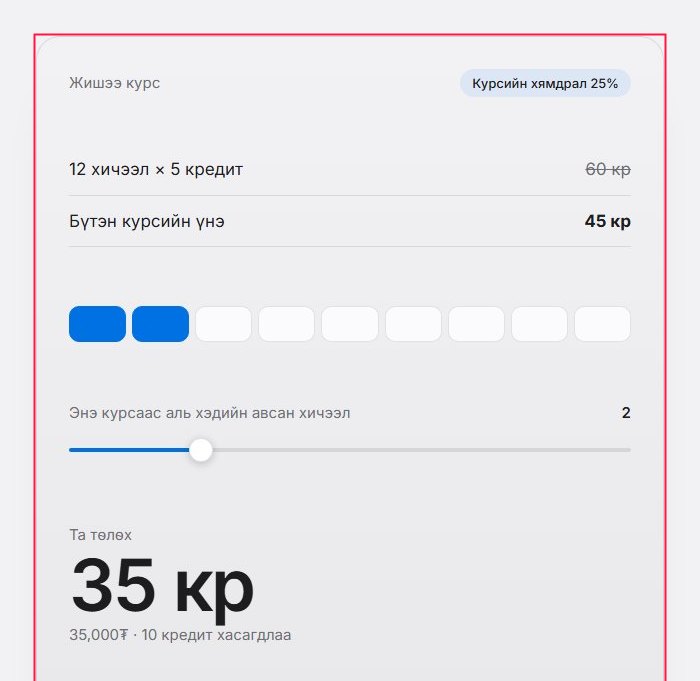 Жишээ курс
Курсийн хямдрал 25%
12 хичээл × 5 кредит
60 кр
Бүтэн курсийн үнэ
45 кр
Энэ курсаас аль хэдийн авсан хичээл
2
Та төлөх
35 кр
35,000₮ · 10 кредит хасагдлаа